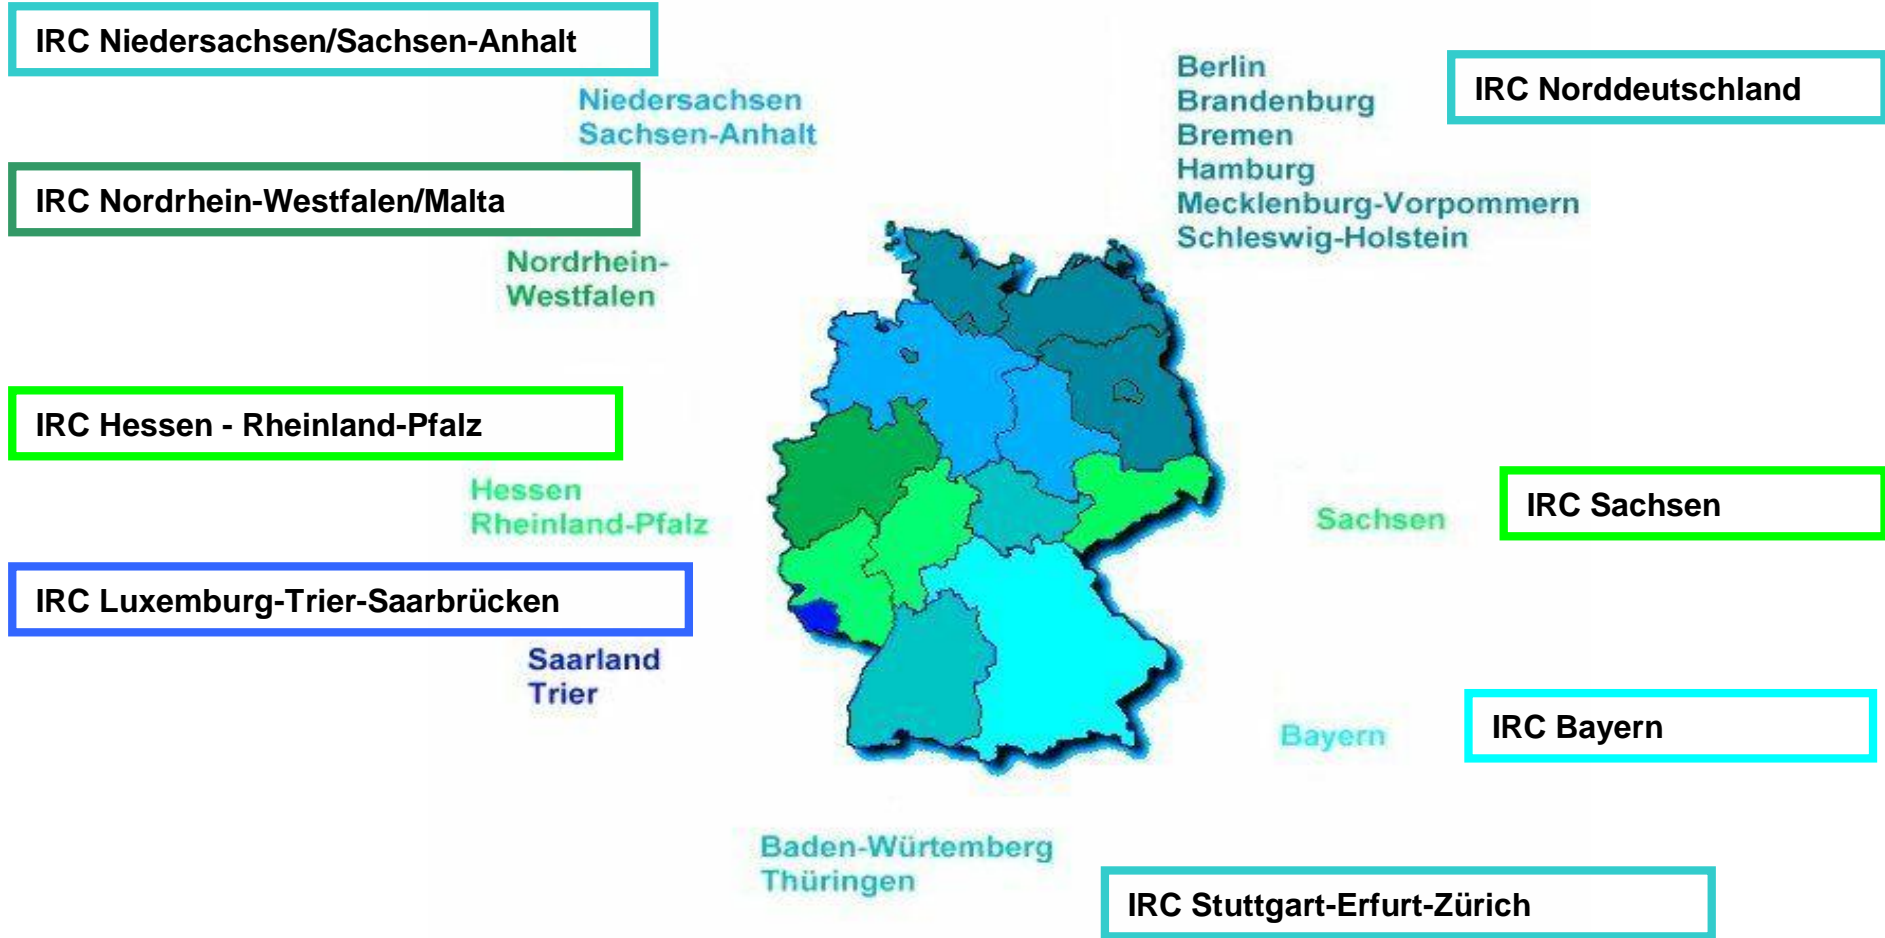 IRC Niedersachsen/Sachsen-Anhalt
Niedersachsen
Sachsen-Anhalt
Berlin
Brandenburg
Bremen
Hamburg
Mecklenburg-Vorpommern
Schleswig-Holstein
IRC Norddeutschland
IRC Nordrhein-Westfalen/Malta
Nordrhein-
Westfalen
IRC Hessen - Rheinland-Pfalz
Hessen
Rheinland-Pfalz
Sachsen
IRC Sachsen
IRC Luxemburg-Trier-Saarbrücken
Saarland
Trier
Bayern
IRC Bayern
Baden-Würtemberg
Thüringen
IRC Stuttgart-Erfurt-Zürich